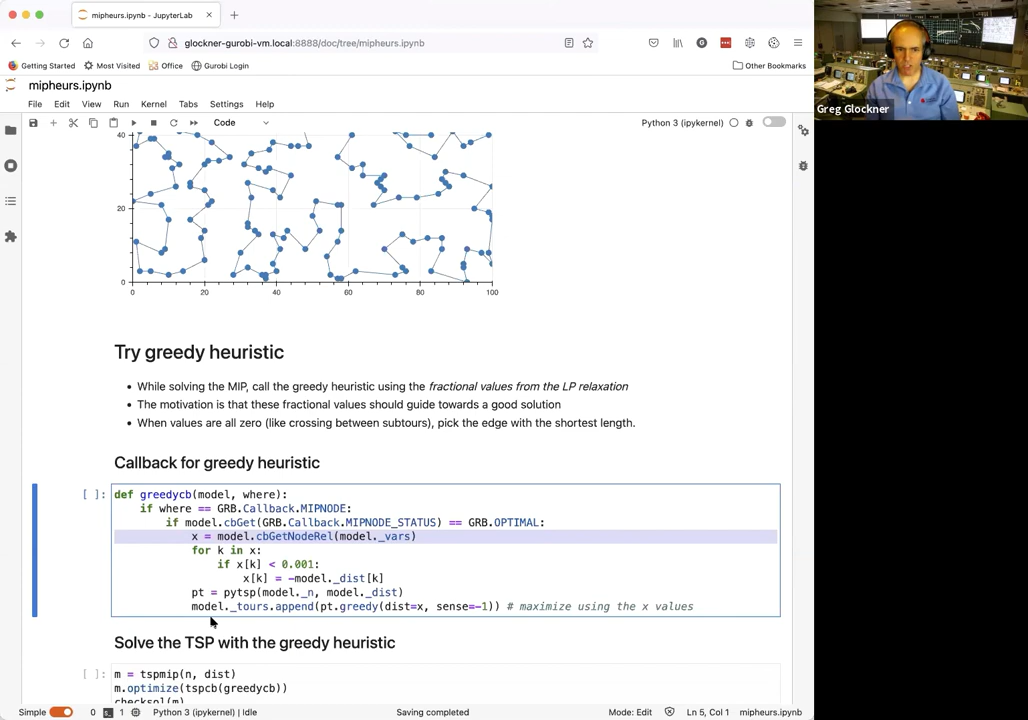 mipheurs.ipynb - JupyterLab
glockner-gurobi-vm.local:8888/doc/tree/mipheurs.ipynb
Getting Started Most Visited Office Gurobi Login Other Bookmarks
mipheurs.ipynb
File Edit View Run Kernel Tabs Settings Help
Code Python 3 (ipykernel)
Greg Glockner
40
20
0
0 20 40 60 80 100
Try greedy heuristic
• While solving the MIP, call the greedy heuristic using the fractional values from the LP relaxation
• The motivation is that these fractional values should guide towards a good solution
• When values are all zero (like crossing between subtours), pick the edge with the shortest length.
Callback for greedy heuristic
[ ]: def greedycb(model, where):
if where == GRB.Callback.MIPNODE:
if model.cbGet(GRB.Callback.MIPNODE_STATUS) == GRB.OPTIMAL:
x = model.cbGetNodeRel(model._vars)
for k in x:
if x[k] < 0.001:
x[k] = -model._dist[k]
pt = pytsp(model._n, model._dist)
model._tours.append(pt.greedy(dist=x, sense=-1)) # maximize using the x values
Solve the TSP with the greedy heuristic
[ ]: m = tspmip(n, dist)
m.optimize(tspcb(greedycb))
checksol(m)
Simple 0 1 Python 3 (ipykernel) | Idle Saving completed Mode: Edit Ln 5, Col 1 mipheurs.ipynb